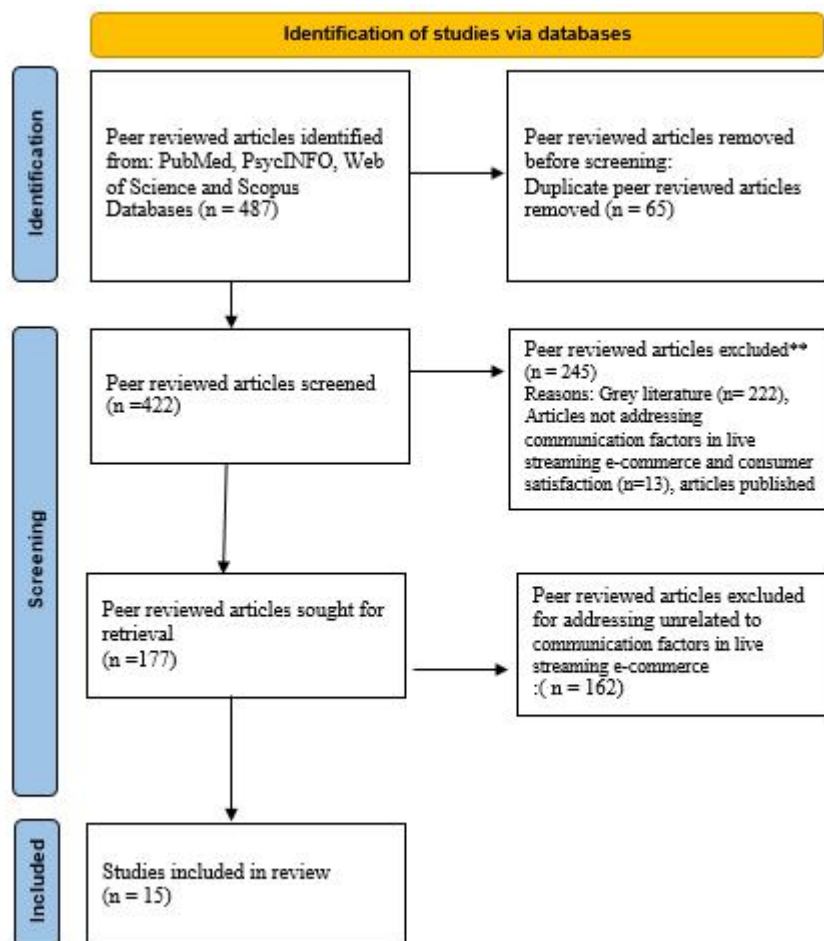 Identification of studies via databases
Identification
Peer reviewed articles identified
from: PubMed, PsycINFO, Web
of Science and Scopus
Databases (n = 487)
Peer reviewed articles removed
before screening:
Duplicate peer reviewed articles
removed (n = 65)
Screening
Peer reviewed articles screened
(n =422)
Peer reviewed articles excluded**
(n = 245)
Reasons: Grey literature (n= 222),
Articles not addressing
communication factors in live
streaming e-commerce and consumer
satisfaction (n=13), articles published
Peer reviewed articles sought for
retrieval
(n =177)
Peer reviewed articles excluded
for addressing unrelated to
communication factors in live
streaming e-commerce
:( n = 162)
Included
Studies included in review
(n = 15)